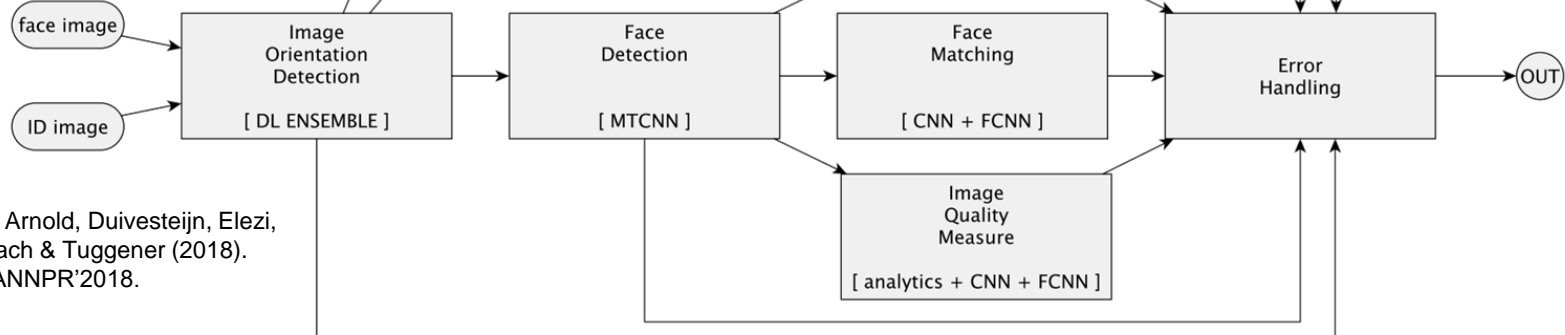 face image
ID image
Image
Orientation
Detection
[ DL ENSEMBLE ]
Face
Detection
[ MTCNN ]
Face
Matching
[ CNN + FCNN ]
Error
Handling
OUT
Image
Quality
Measure
[ analytics + CNN + FCNN ]
Arnold, Duivesteijn, Elezi,
ach & Tuggener (2018).
ANNPR’2018.